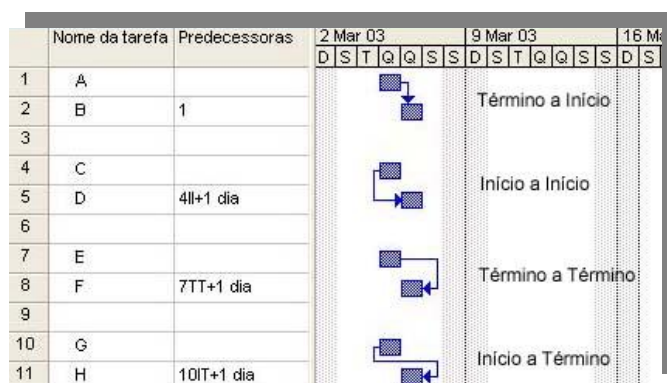 Nome da tarefa Predecessoras 2 Mar 03 9 Mar 03
D S T Q Q S S D S T Q Q S S D S
1 A
2 B 1 Término a Início
3
4 C
5 D 4II+1 dia Início a Início
6
7 E
8 F 7TT+1 dia Término a Término
9
10 G
11 H 10IT+1 dia Início a Término